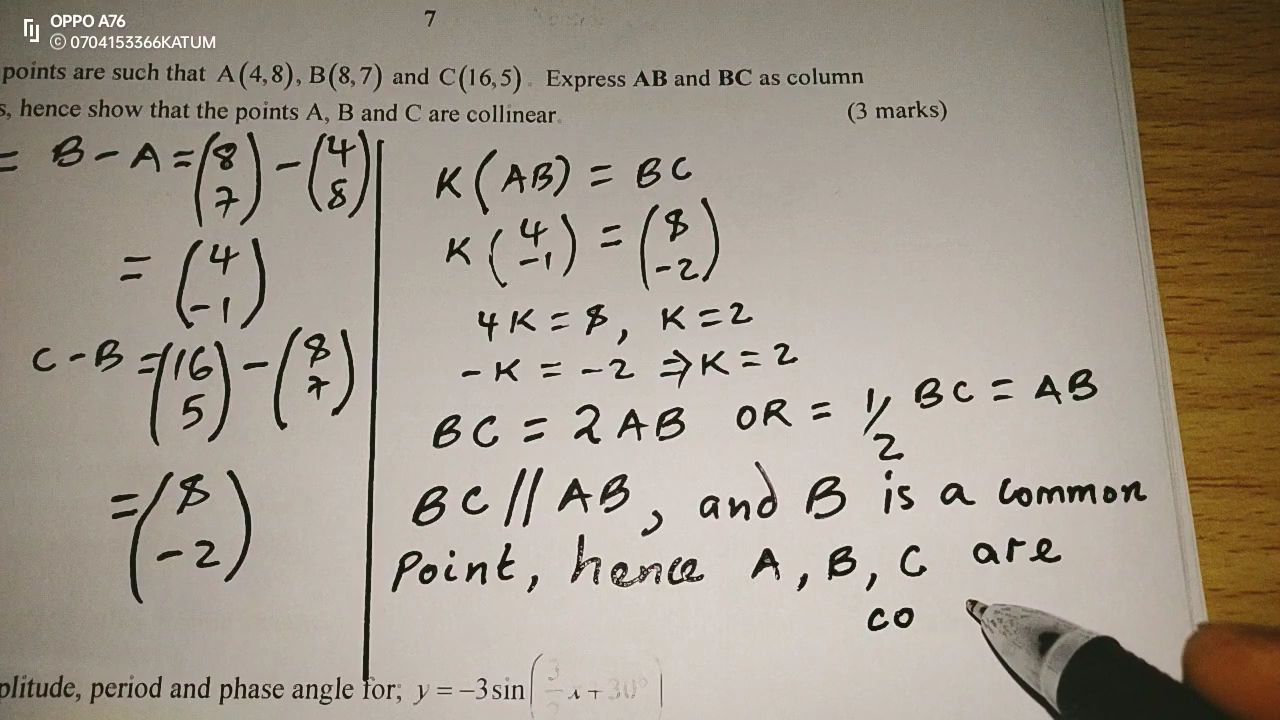 OPPO A76
© 0704153366KATUM
7
points are such that A(4,8), B(8,7) and C(16,5). Express AB and BC as column
s, hence show that the points A, B and C are collinear.
(3 marks)
= B - A = (8 7) - (4 8)
= (4 -1)
C - B = (16 5) - (8 7)
= (8 -2)
K(AB) = BC
K(4 -1) = (8 -2)
4K = 8, K = 2
-K = -2 ⇒ K = 2
BC = 2AB OR = 1/2 BC = AB
BC // AB, and B is a common
Point, hence A, B, C are
co
plitude, period and phase angle for; y = -3sin( 3/ x + 30° )